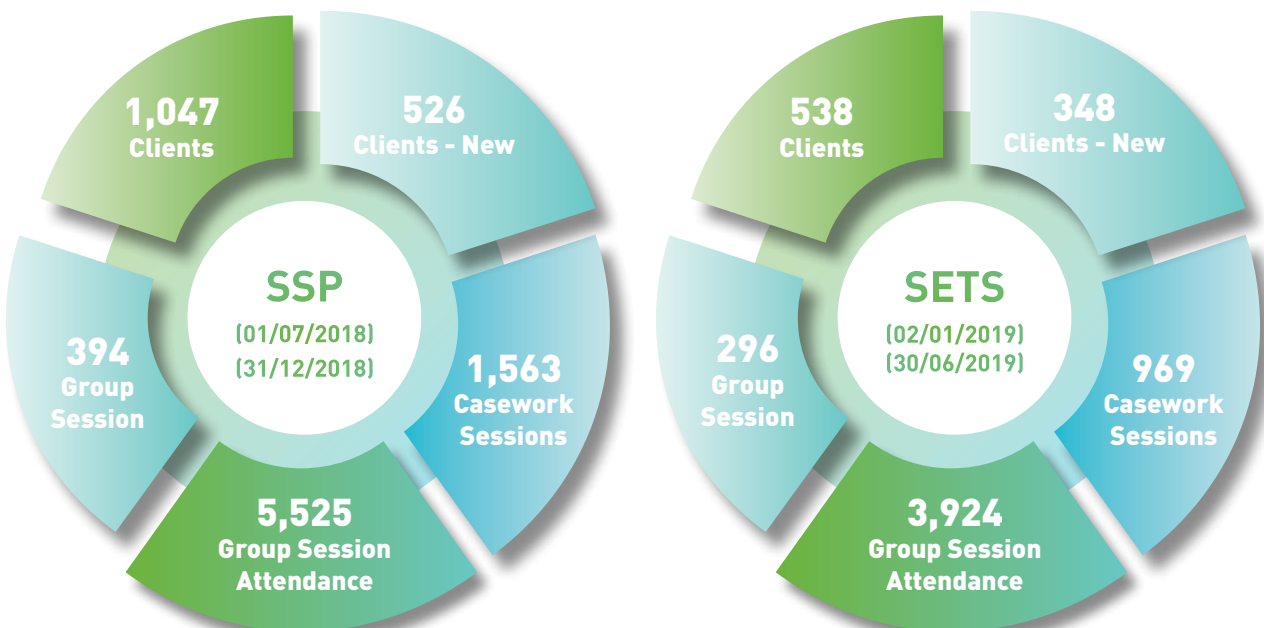 1,047
Clients
526
Clients - New
SSP
(01/07/2018)
(31/12/2018)
394
Group
Session
1,563
Casework
Sessions
5,525
Group Session
Attendance
538
Clients
348
Clients - New
SETS
(02/01/2019)
(30/06/2019)
296
Group
Session
969
Casework
Sessions
3,924
Group Session
Attendance